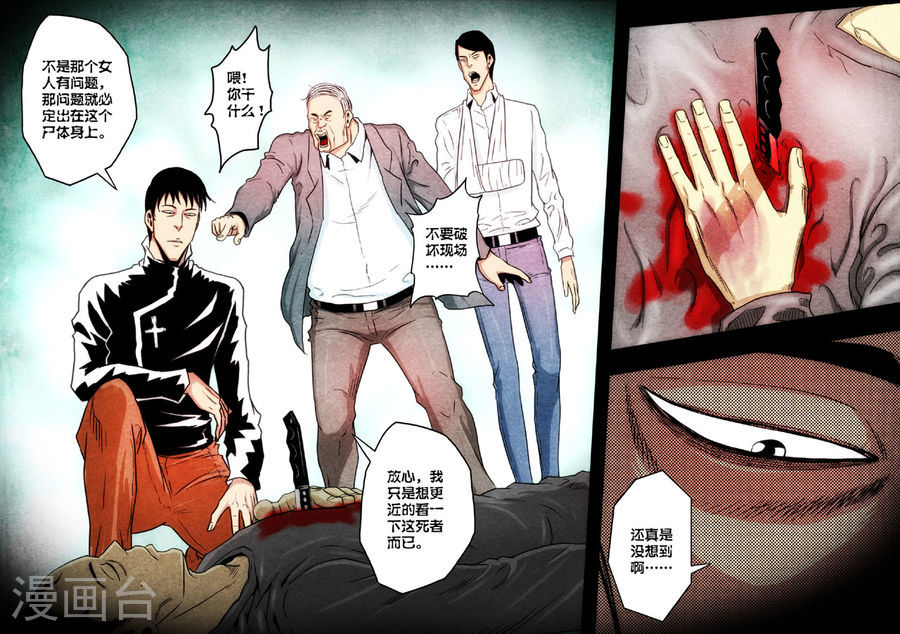 不是那个女
人有问题，
那问题就必
定出在这个
尸体身上。
喂！
你干
什么！
不要破
坏现场
……
放心，我
只是想更
近的看一
下这死者
而已。
还真是
没想到
啊……
漫画台